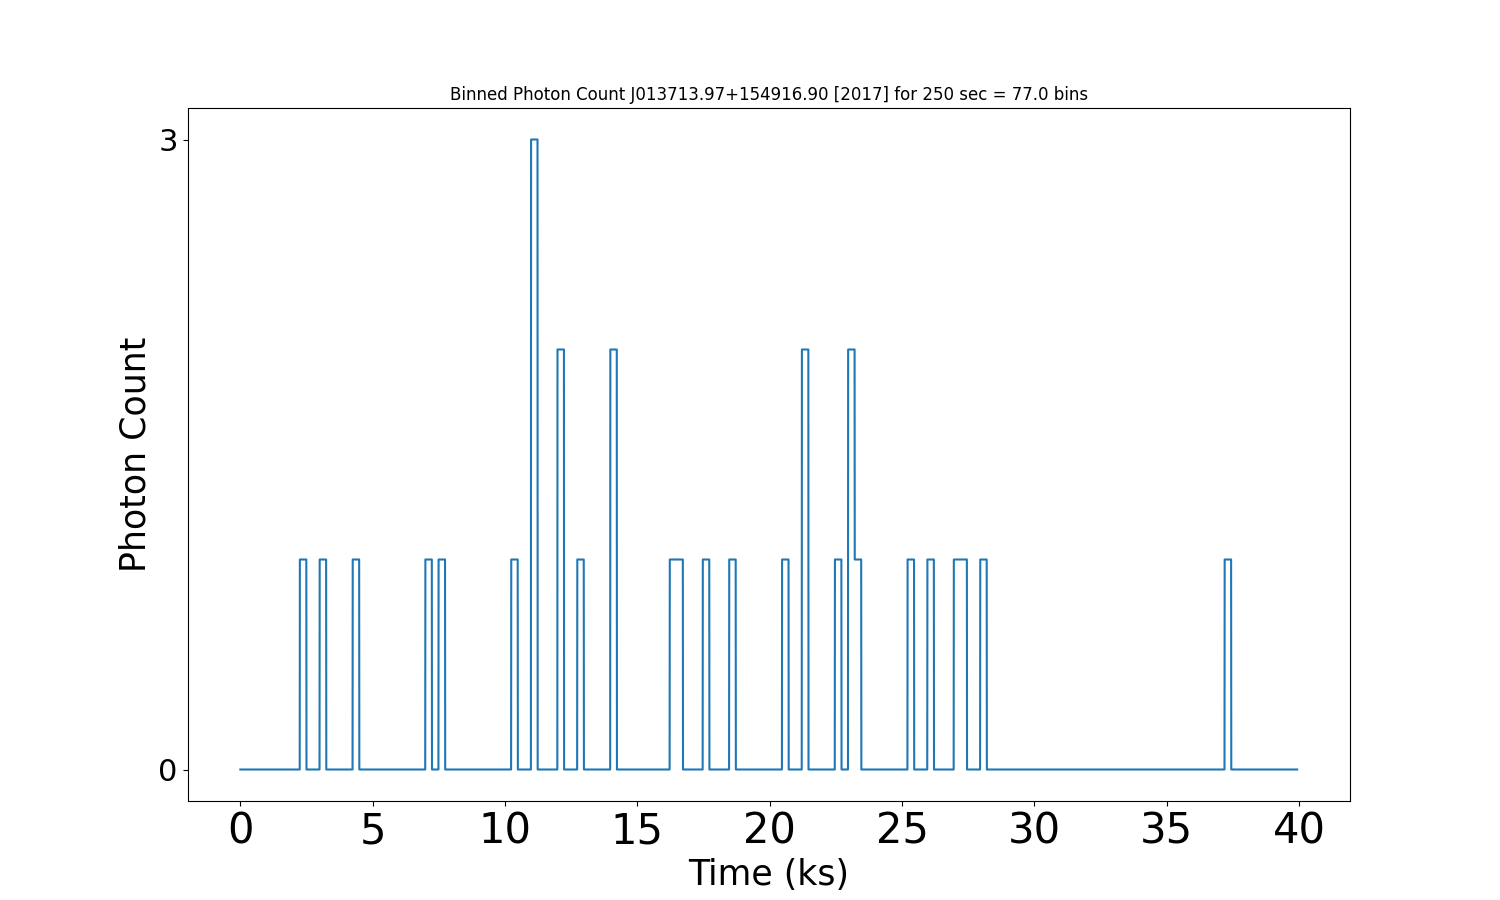 Binned Photon Count J013713.97+154916.90 [2017] for 250 sec = 77.0 bins
3
Photon Count
0
0 5 10 15 20 25 30 35 40
Time (ks)